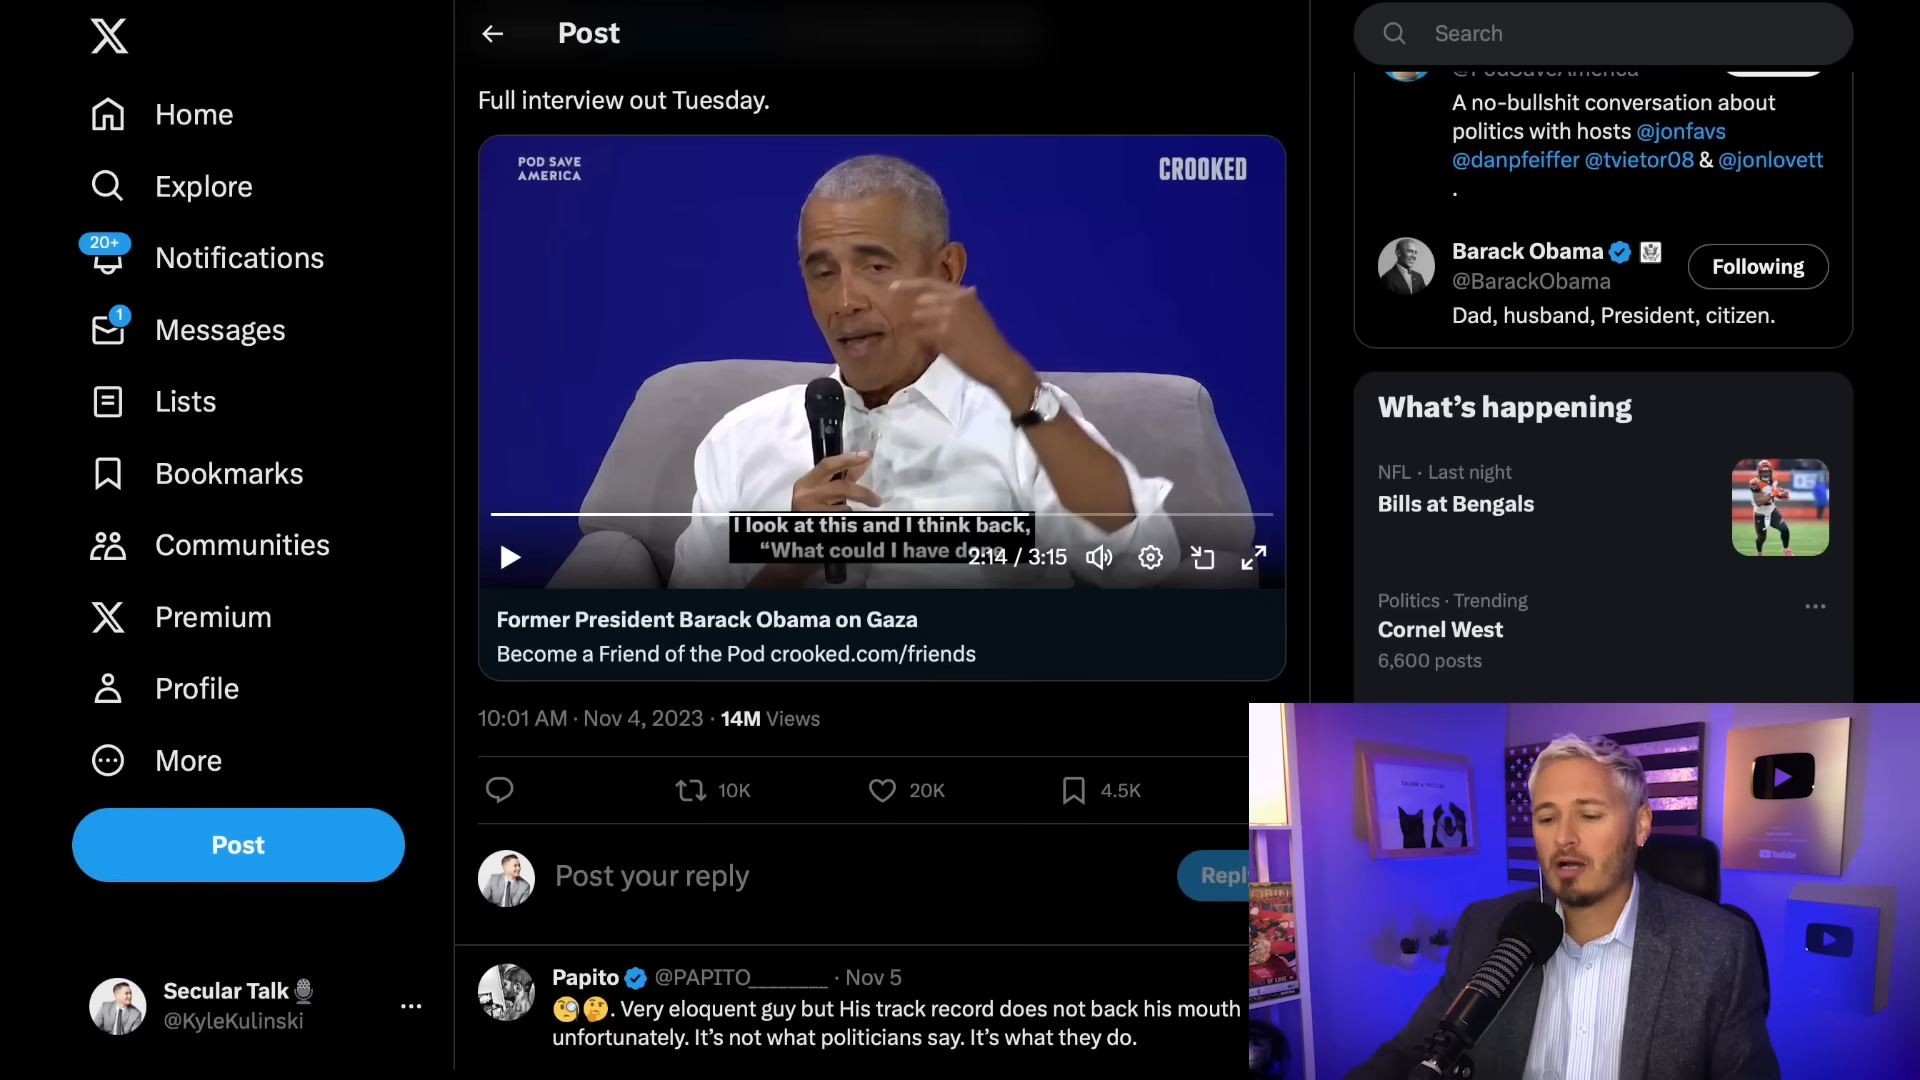 Home
Explore
20+
Notifications
1
Messages
Lists
Bookmarks
Communities
Premium
Profile
More
Post
Secular Talk
@KyleKulinski
Post
Full interview out Tuesday.
POD SAVE
AMERICA
CROOKED
I look at this and I think back,
“What could I have done
2:14 / 3:15
Former President Barack Obama on Gaza
Become a Friend of the Pod crooked.com/friends
10:01 AM · Nov 4, 2023 · 14M Views
10K
20K
4.5K
Post your reply
Repl
Papito @PAPITO________ · Nov 5
🧐🤔. Very eloquent guy but His track record does not back his mouth
unfortunately. It’s not what politicians say. It’s what they do.
Search
@PodSaveAmerica
A no-bullshit conversation about
politics with hosts @jonfavs
@danpfeiffer @tvietor08 & @jonlovett
.
Barack Obama
@BarackObama
Following
Dad, husband, President, citizen.
What’s happening
NFL · Last night
Bills at Bengals
Politics · Trending
Cornel West
6,600 posts
YouTube